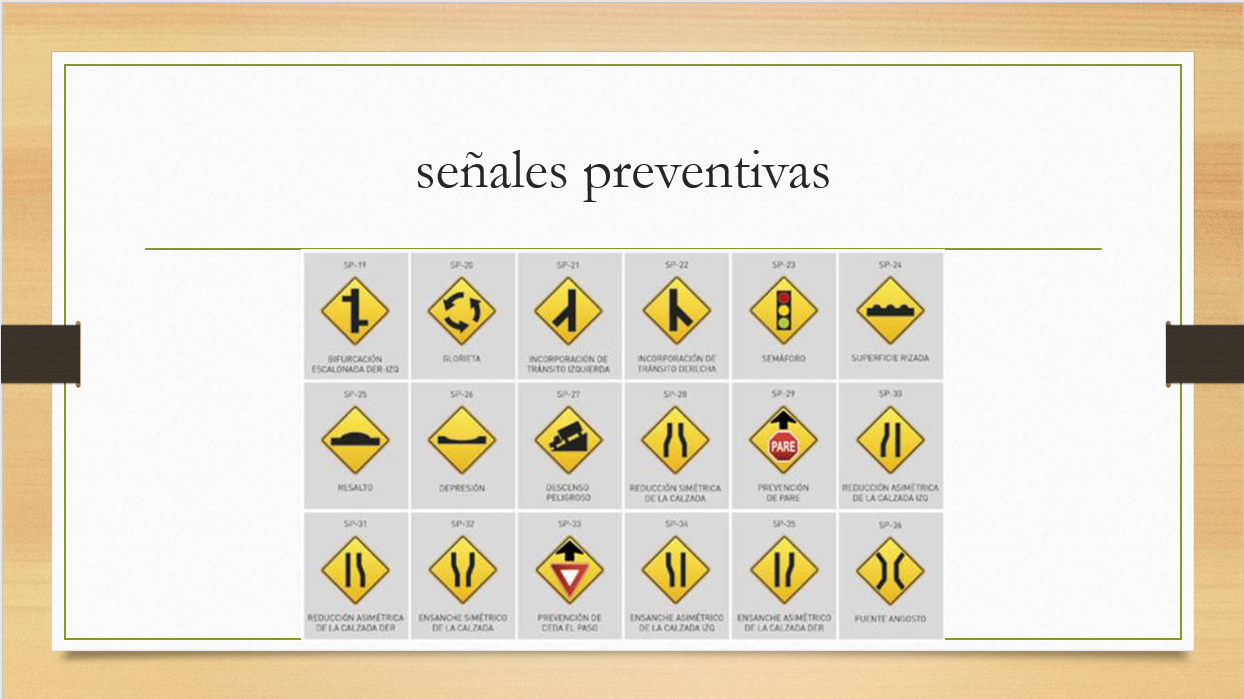 señales preventivas
SP-19 SP-20 SP-21 SP-22 SP-23 SP-24
BIFURCACIÓN GLORIETA INCORPORACIÓN DE INCORPORACIÓN DE SEMÁFORO SUPERFICIE RIZADA
ESCALONADA DER-IZQ TRÁNSITO IZQUIERDA TRÁNSITO DERECHA
SP-25 SP-26 SP-27 SP-28 SP-29 SP-30
PARE
RESALTO DEPRESIÓN DESCENSO REDUCCIÓN SIMÉTRICA PREVENCIÓN REDUCCIÓN ASIMÉTRICA
PELIGROSO DE LA CALZADA DE PARE DE LA CALZADA IZQ
SP-31 SP-32 SP-33 SP-34 SP-35 SP-36
REDUCCIÓN ASIMÉTRICA ENSANCHE SIMÉTRICO PREVENCIÓN DE ENSANCHE ASIMÉTRICO ENSANCHE ASIMÉTRICO PUENTE ANGOSTO
DE LA CALZADA DER DE LA CALZADA CEDA EL PASO DE LA CALZADA IZQ DE LA CALZADA DER